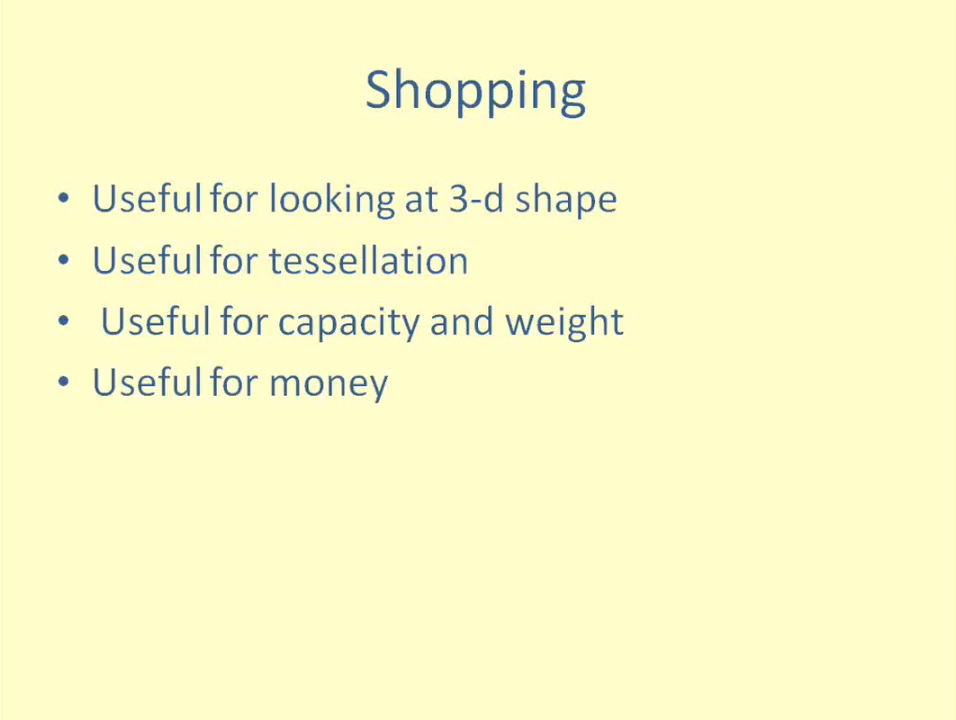 Shopping
• Useful for looking at 3-d shape
• Useful for tessellation
• Useful for capacity and weight
• Useful for money